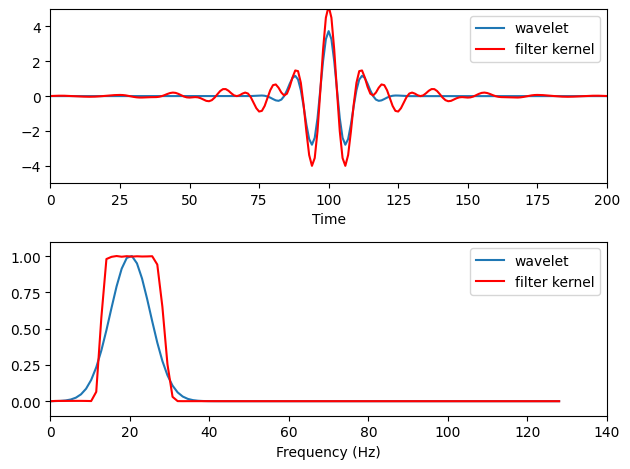 4
2
0
−2
−4
wavelet
filter kernel
0 25 50 75 100 125 150 175 200
Time
1.00
0.75
0.50
0.25
0.00
wavelet
filter kernel
0 20 40 60 80 100 120 140
Frequency (Hz)